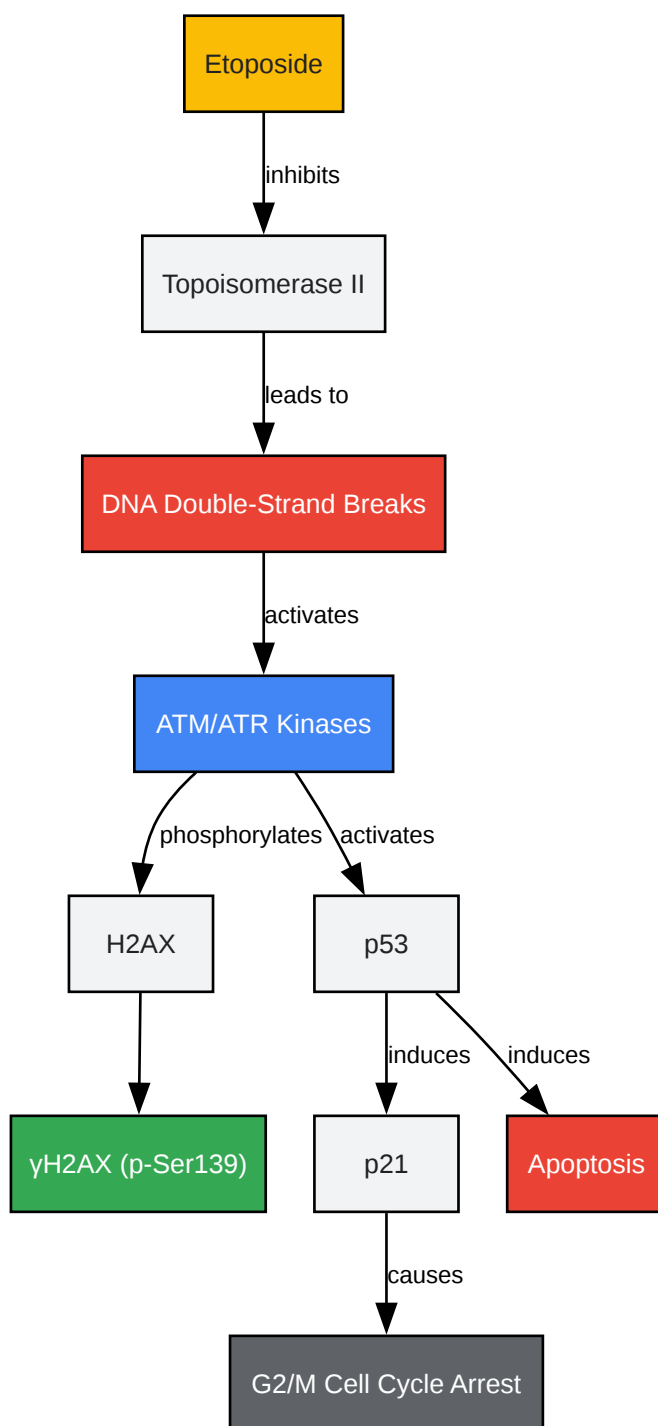 Etoposide
inhibits
Topoisomerase II
leads to
DNA Double-Strand Breaks
activates
ATM/ATR Kinases
phosphorylates
activates
H2AX
p53
induces
induces
γH2AX (p-Ser139)
p21
Apoptosis
causes
G2/M Cell Cycle Arrest